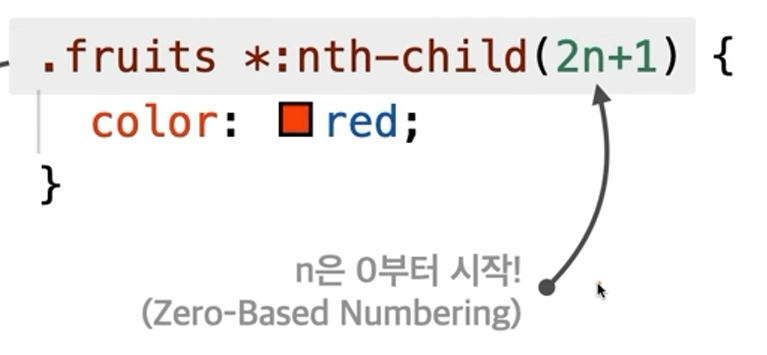 .fruits *:nth-child(2n+1) {
color: red;
}
n은 0부터 시작!
(Zero-Based Numbering)